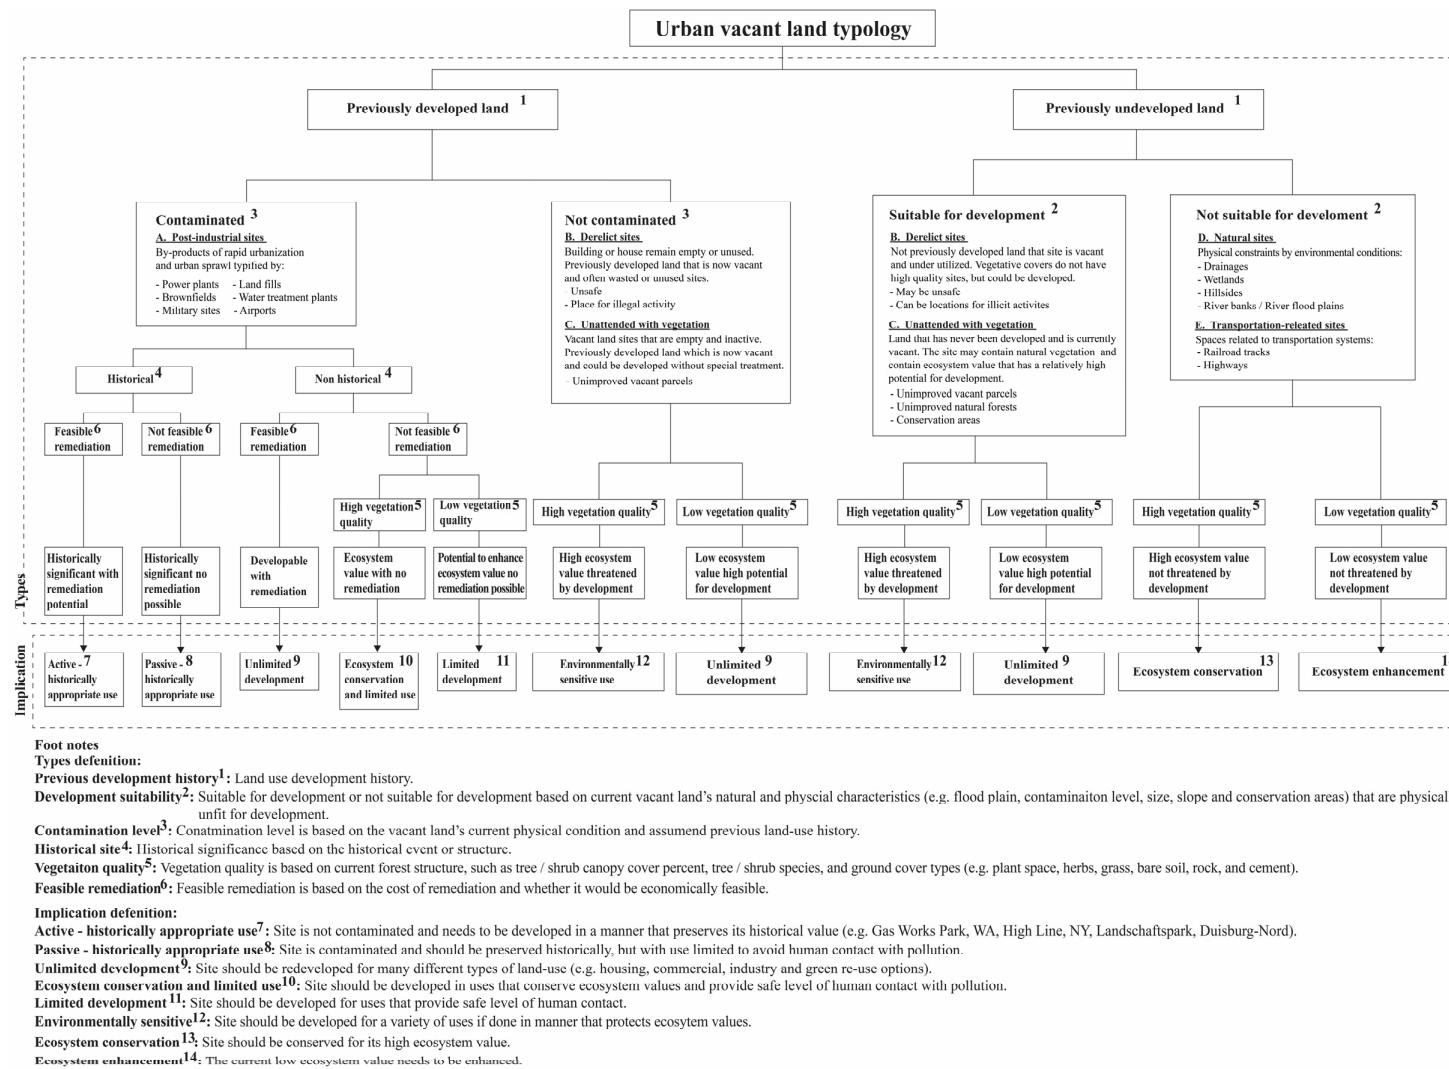 Urban vacant land typology
Previously developed land 1
Previously undeveloped land 1
Contaminated 3
A. Post-industrial sites
By-products of rapid urbanization
and urban sprawl typified by:
- Power plants - Land fills
- Brownfields - Water treatment plants
- Military sites - Airports
Not contaminated 3
B. Derelict sites
Building or house remain empty or unused.
Previously developed land that is now vacant
and often wasted or unused sites.
- Unsafe
- Place for illegal activity
C. Unattended with vegetation
Vacant land sites that are empty and inactive.
Previously developed land which is now vacant
and could be developed without special treatment.
- Unimproved vacant parcels
Suitable for development 2
B. Derelict sites
Not previously developed land that site is vacant
and under utilized. Vegetative covers do not have
high quality sites, but could be developed.
- May be unsafe
- Can be locations for illicit activites
C. Unattended with vegetation
Land that has never been developed and is currently
vacant. The site may contain natural vegetation and
contain ecosystem value that has a relatively high
potential for development.
- Unimproved vacant parcels
- Unimproved natural forests
- Conservation areas
Not suitable for develoment 2
D. Natural sites
Physical constraints by environmental conditions:
- Drainages
- Wetlands
- Hillsides
- River banks / River flood plains
E. Transportation-releated sites
Spaces related to transportation systems:
- Railroad tracks
- Highways
Historical 4
Non historical 4
Feasible 6
remediation
Not feasible 6
remediation
Feasible 6
remediation
Not feasible 6
remediation
High vegetation 5
quality
Low vegetation 5
quality
High vegetation quality 5
Low vegetation quality 5
High vegetation quality 5
Low vegetation quality 5
High vegetation quality 5
Low vegetation quality 5
Types
Historically
significant with
remediation
potential
Historically
significant no
remediation
possible
Developable
with
remediation
Ecosystem
value with no
remediation
Potential to enhance
ecosystem value no
remediation possible
High ecosystem
value threatened
by development
Low ecosystem
value high potential
for development
High ecosystem
value threatened
by development
Low ecosystem
value high potential
for development
High ecosystem value
not threatened by
development
Low ecosystem value
not threatened by
development
Implication
Active - 7
historically
appropriate use
Passive - 8
historically
appropriate use
Unlimited 9
development
Ecosystem 10
conservation
and limited use
Limited 11
development
Environmentally 12
sensitive use
Unlimited 9
development
Environmentally 12
sensitive use
Unlimited 9
development
Ecosystem conservation 13
Ecosystem enhancement
Foot notes
Types defenition:
Previous development history1: Land use development history.
Development suitability2: Suitable for development or not suitable for development based on current vacant land's natural and physcial characteristics (e.g. flood plain, contaminaiton level, size, slope and conservation areas) that are physical
unfit for development.
Contamination level3: Conatmination level is based on the vacant land's current physical condition and assumend previous land-use history.
Historical site4: Historical significance based on the historical event or structure.
Vegetaiton quality5: Vegetation quality is based on current forest structure, such as tree / shrub canopy cover percent, tree / shrub species, and ground cover types (e.g. plant space, herbs, grass, bare soil, rock, and cement).
Feasible remediation6: Feasible remediation is based on the cost of remediation and whether it would be economically feasible.
Implication defenition:
Active - historically appropriate use7: Site is not contaminated and needs to be developed in a manner that preserves its historical value (e.g. Gas Works Park, WA, High Line, NY, Landschaftspark, Duisburg-Nord).
Passive - historically appropriate use8: Site is contaminated and should be preserved historically, but with use limited to avoid human contact with pollution.
Unlimited development9: Site should be redeveloped for many different types of land-use (e.g. housing, commercial, industry and green re-use options).
Ecosystem conservation and limited use10: Site should be developed in uses that conserve ecosystem values and provide safe level of human contact with pollution.
Limited development11: Site should be developed for uses that provide safe level of human contact.
Environmentally sensitive12: Site should be developed for a variety of uses if done in manner that protects ecosytem values.
Ecosystem conservation13: Site should be conserved for its high ecosystem value.
Ecosystem enhancement14: The current low ecosystem value needs to be enhanced.